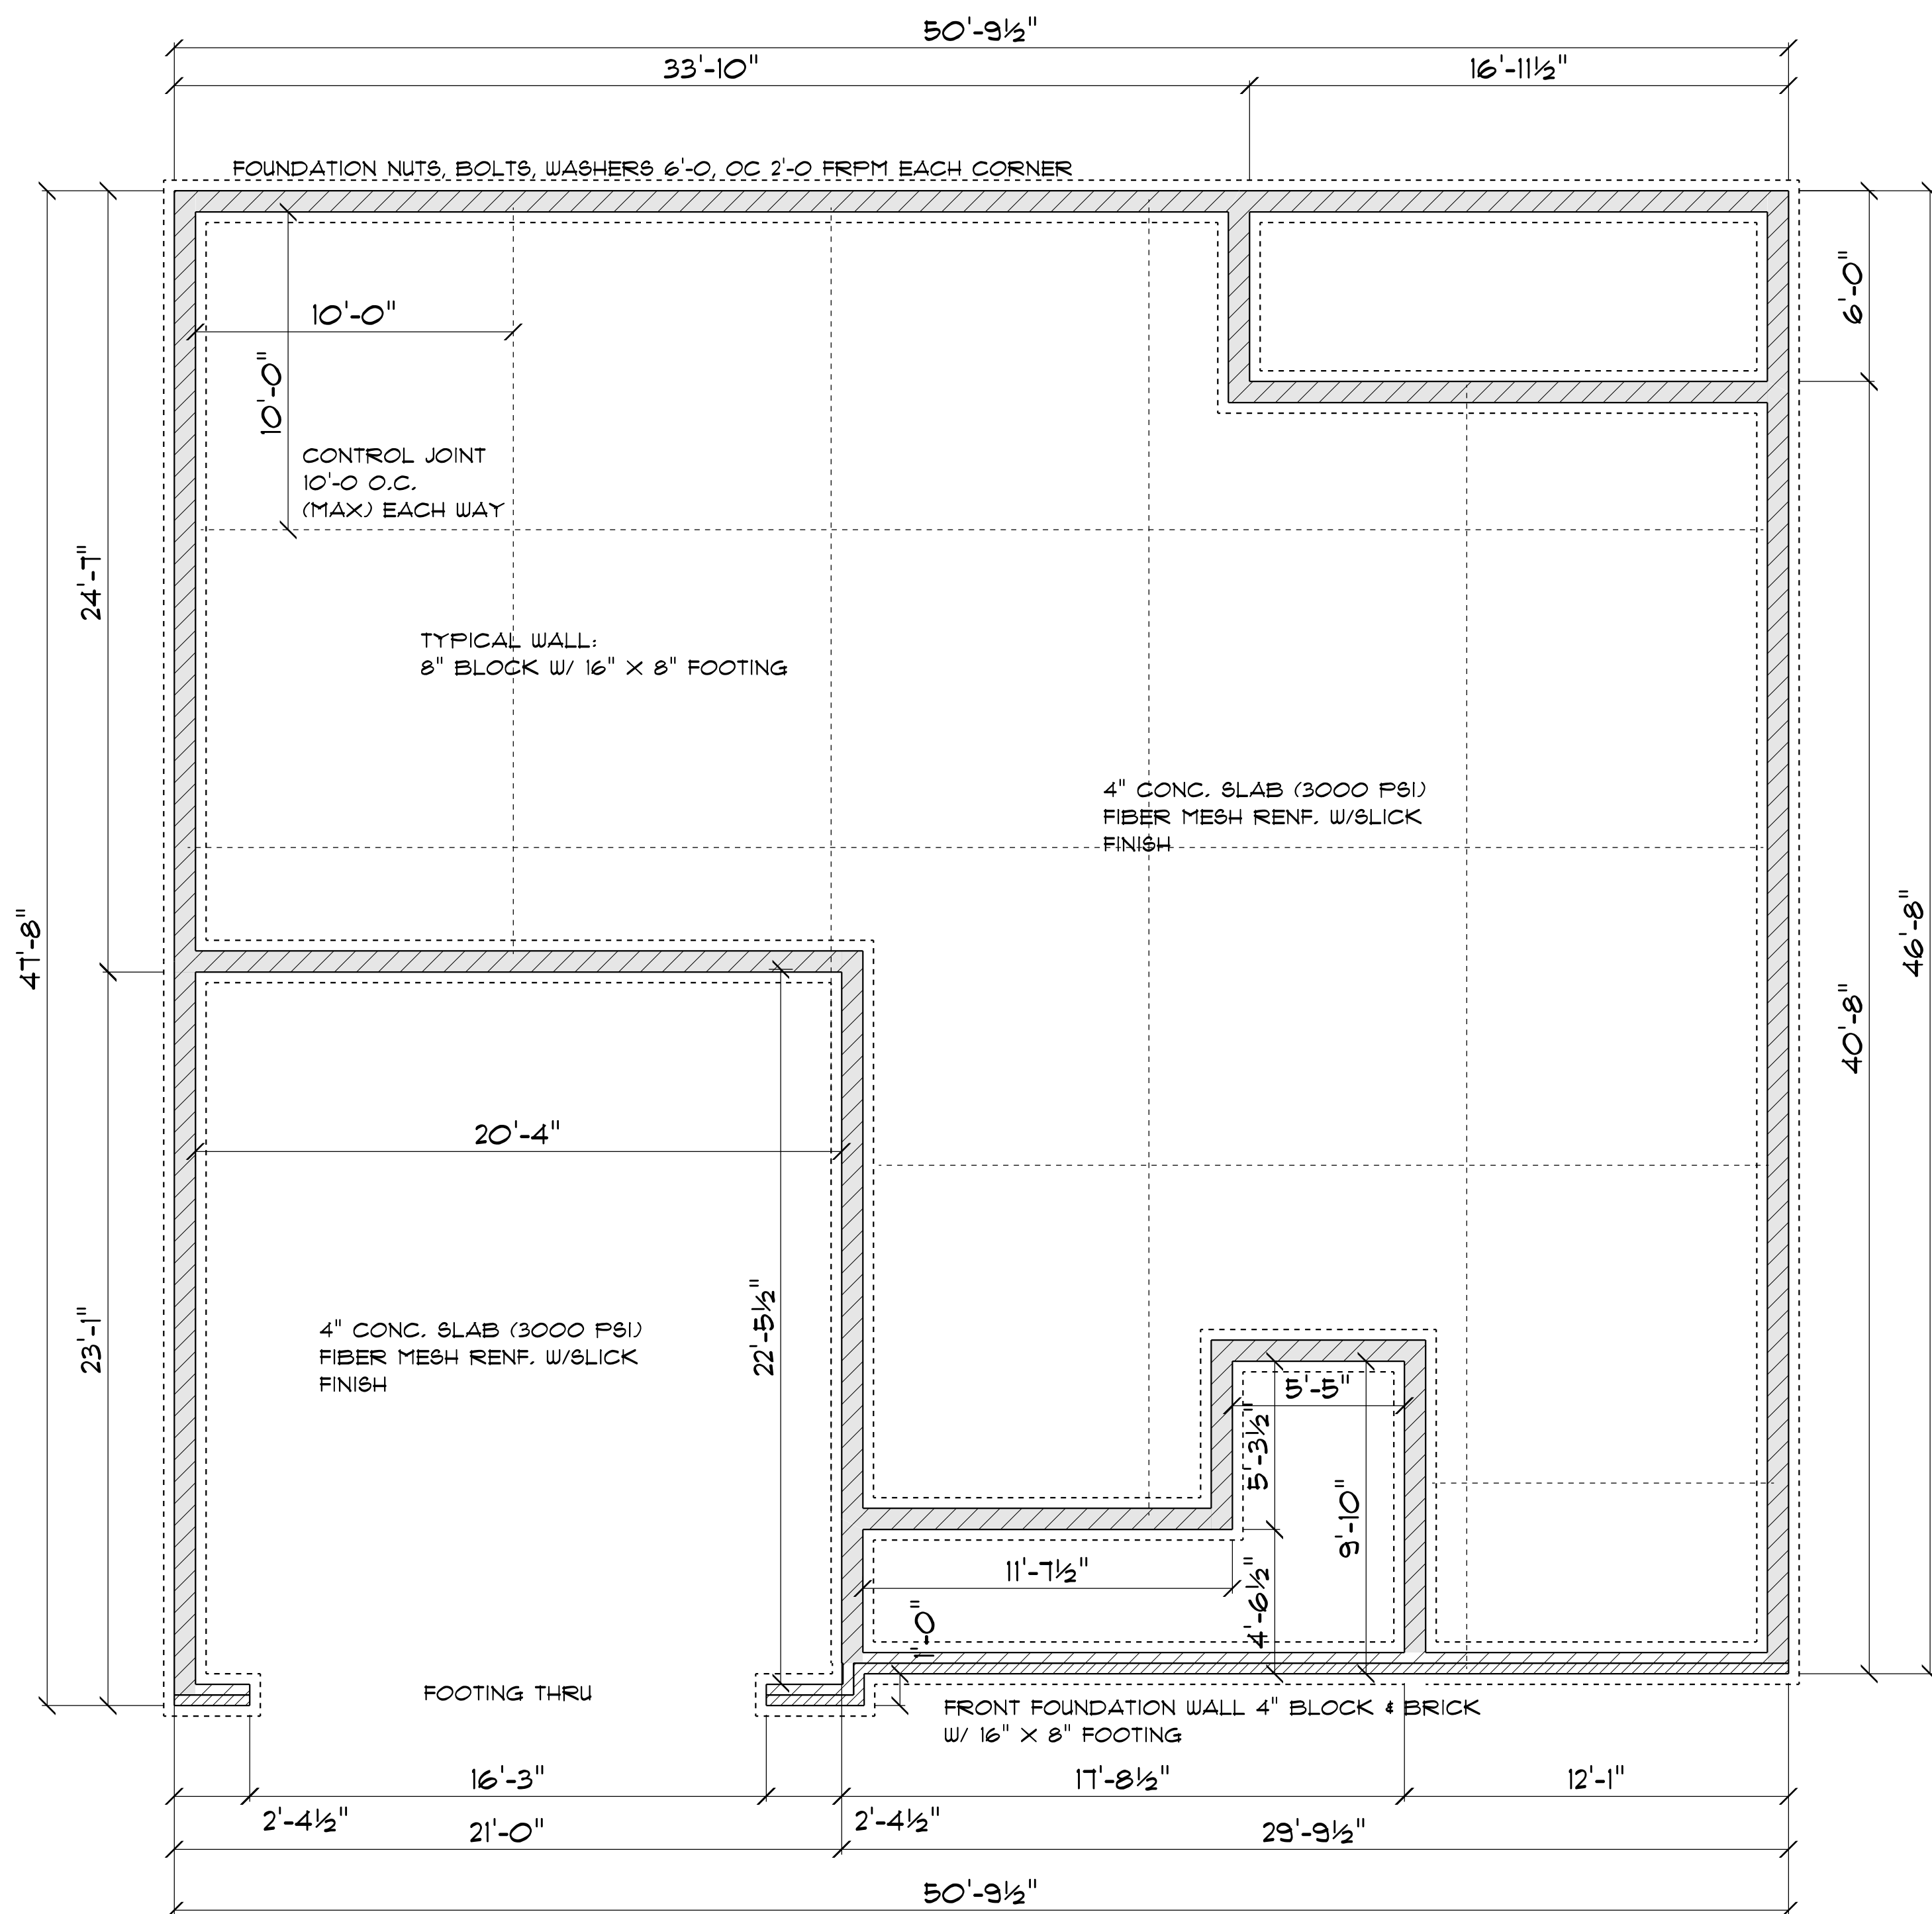 50'-9½"
33'-10"
16'-11½"
FOUNDATION NUTS, BOLTS, WASHERS 6'-0, OC 2'-0 FRPM EACH CORNER
6'-0"
10'-0"
10'-0"
CONTROL JOINT
10'-0 O.C.
(MAX) EACH WAY
24'-7"
TYPICAL WALL:
8" BLOCK W/ 16" X 8" FOOTING
4" CONC. SLAB (3000 PSI)
FIBER MESH RENF. W/SLICK
FINISH
47'-8"
46'-8"
40'-8"
20'-4"
23'-1"
22'-5½"
4" CONC. SLAB (3000 PSI)
FIBER MESH RENF. W/SLICK
FINISH
5'-5"
5'-3½"
9'-10"
11'-7½"
4'-6½"
1'-0"
FOOTING THRU
FRONT FOUNDATION WALL 4" BLOCK & BRICK
W/ 16" X 8" FOOTING
16'-3"
17'-8½"
12'-1"
2'-4½"
2'-4½"
21'-0"
29'-9½"
50'-9½"